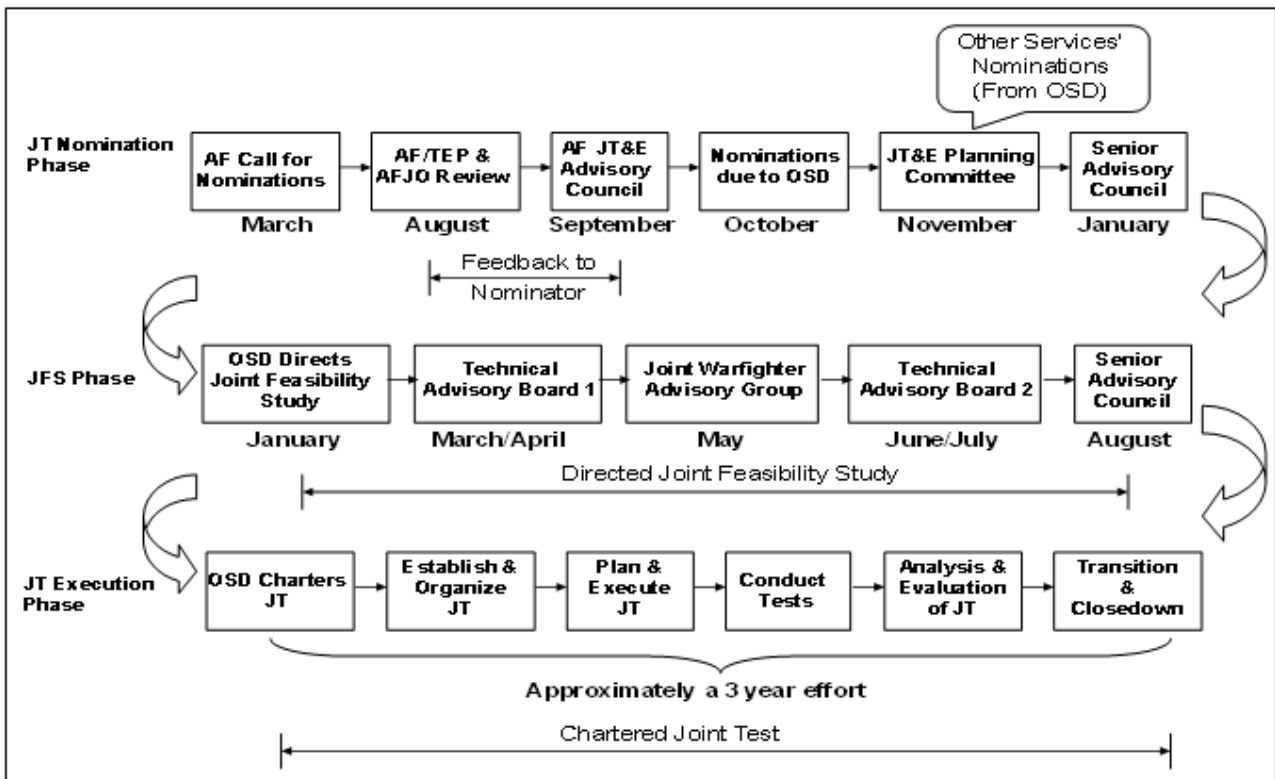 Other Services'
Nominations
(From OSD)
JT Nomination
Phase
AF Call for
Nominations
AF/TEP &
AFJO Review
AF JT&E
Advisory
Council
Nominations
due to OSD
JT&E Planning
Committee
Senior
Advisory
Council
March
August
September
October
November
January
Feedback to
Nominator
JFS Phase
OSD Directs
Joint Feasibility
Study
Technical
Advisory Board 1
Joint Warfighter
Advisory Group
Technical
Advisory Board 2
Senior
Advisory
Council
January
March/April
May
June/July
August
Directed Joint Feasibility Study
JT Execution
Phase
OSD Charters
JT
Establish &
Organize
JT
Plan &
Execute
JT
Conduct
Tests
Analysis &
Evaluation
of JT
Transition
&
Closedown
Approximately a 3 year effort
Chartered Joint Test